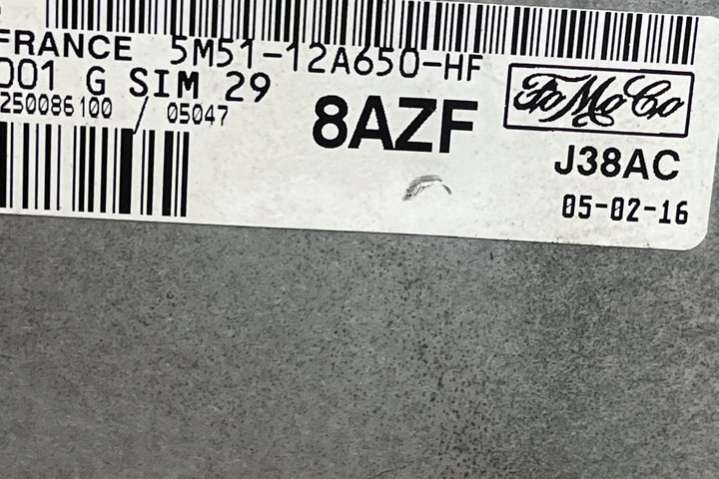 FRANCE 5M51-12A650-HF
001 G SIM 29
250086100 / 05047
8AZF
FoMoCo
J38AC
05-02-16